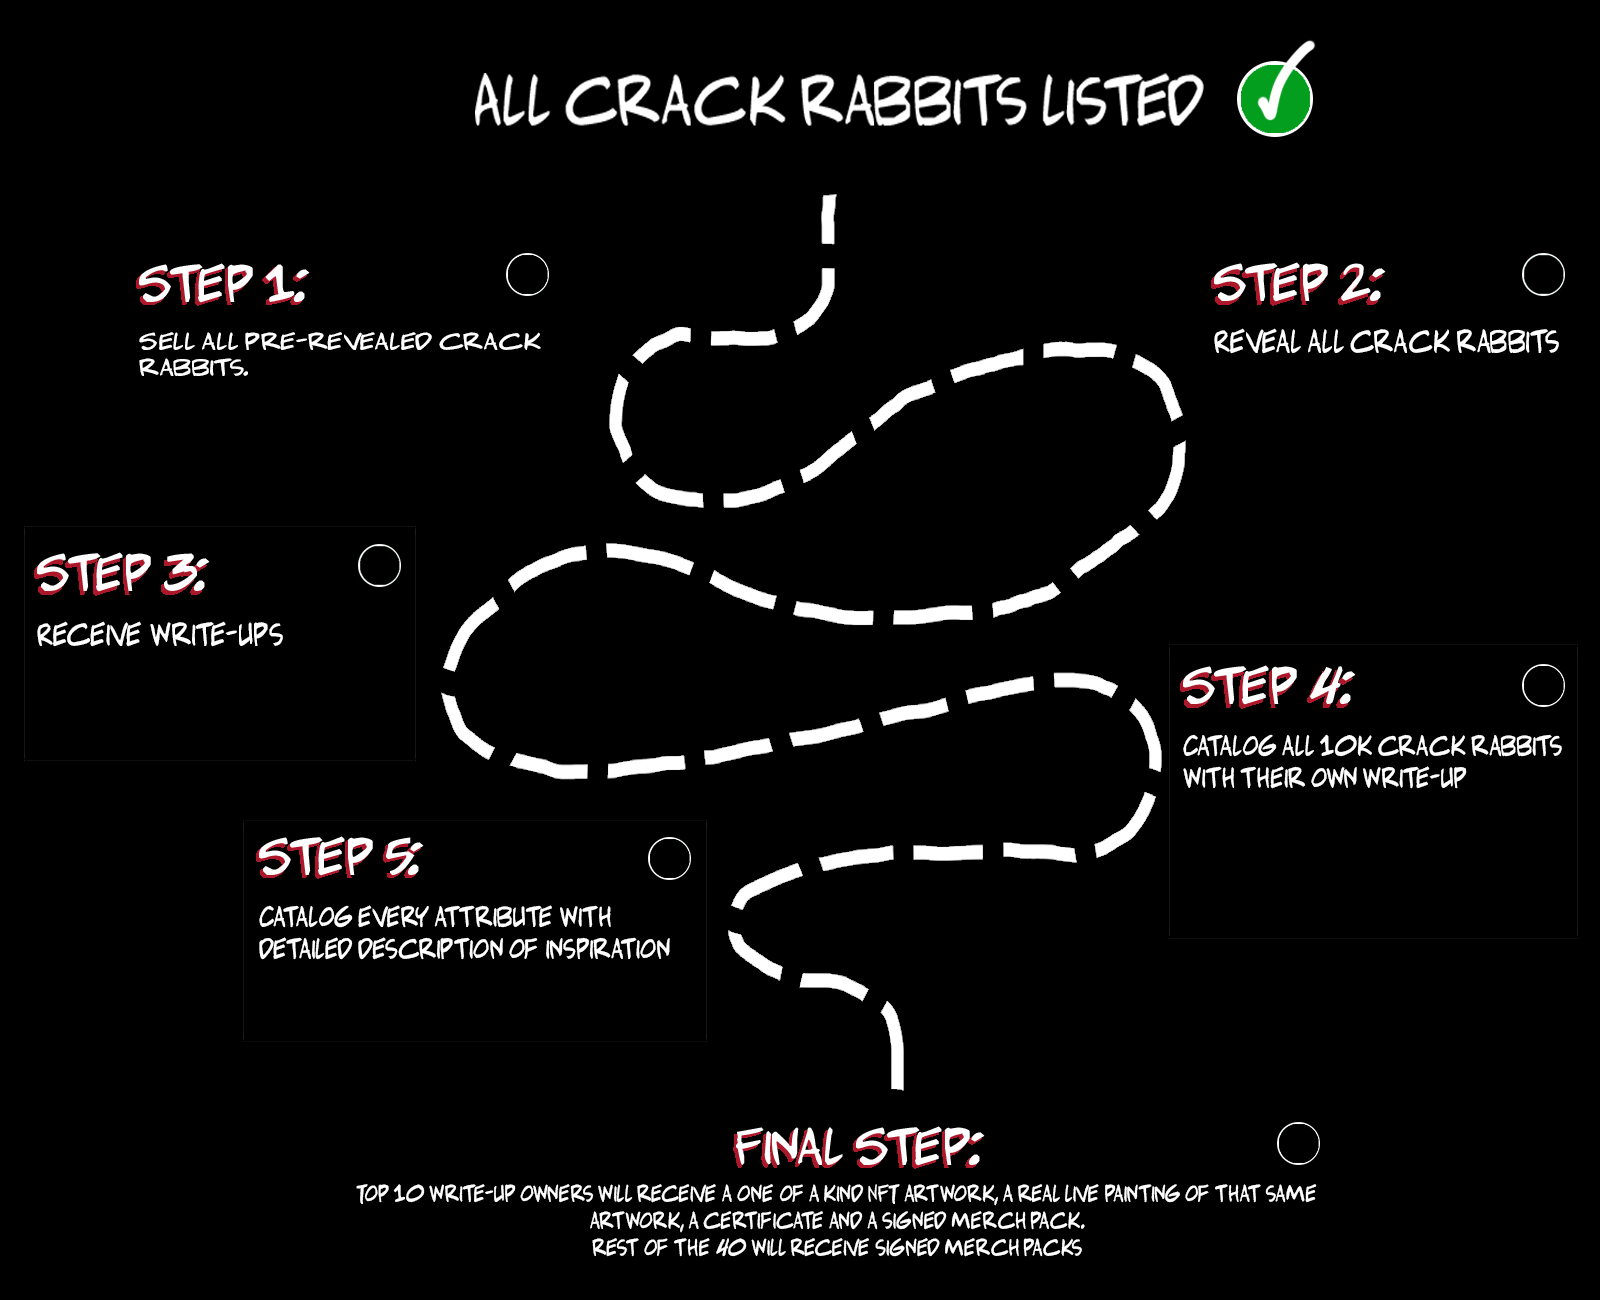 ALL CRACK RABBITS LISTED
STEP 1:
SELL ALL PRE-REVEALED CRACK
RABBITS.
STEP 2:
REVEAL ALL CRACK RABBITS
STEP 3:
RECEIVE WRITE-UPS
STEP 4:
CATALOG ALL 10K CRACK RABBITS
WITH THEIR OWN WRITE-UP
STEP 5:
CATALOG EVERY ATTRIBUTE WITH
DETAILED DESCRIPTION OF INSPIRATION
FINAL STEP:
TOP 10 WRITE-UP OWNERS WILL RECEIVE A ONE OF A KIND NFT ARTWORK, A REAL LIVE PAINTING OF THAT SAME
ARTWORK, A CERTIFICATE AND A SIGNED MERCH PACK.
REST OF THE 40 WILL RECEIVE SIGNED MERCH PACKS